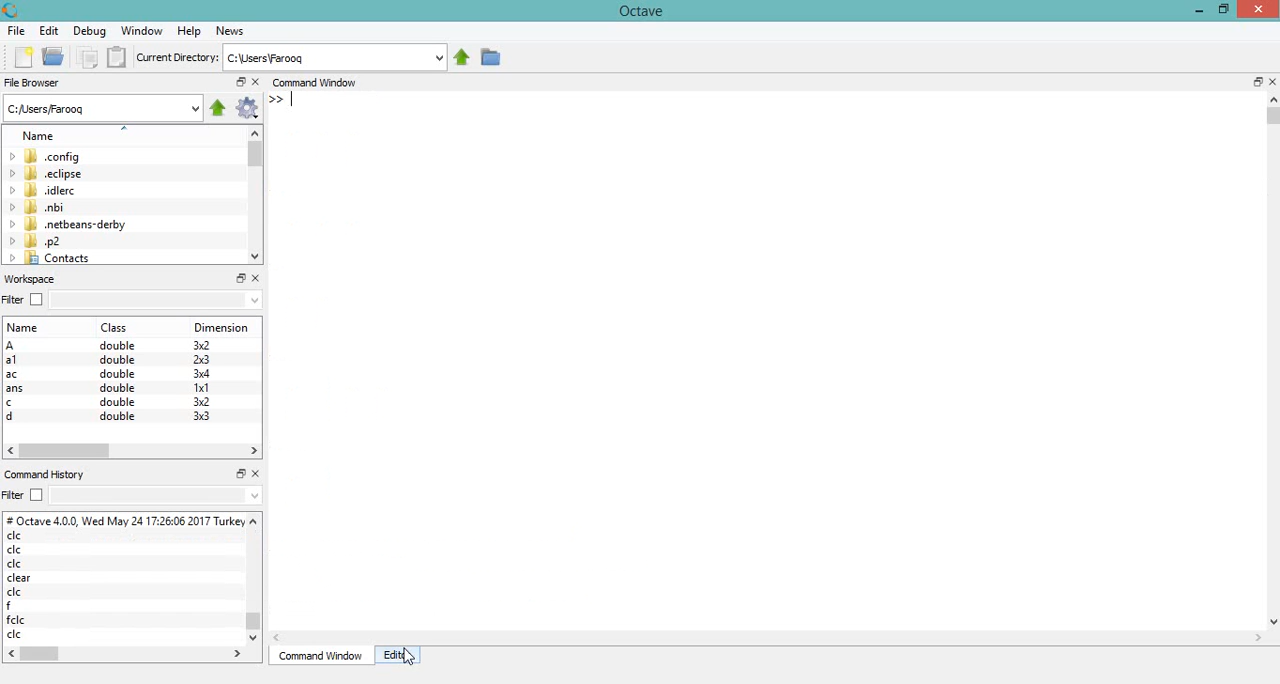 Octave
File Edit Debug Window Help News
Current Directory: C:\Users\Farooq
File Browser
C:/Users/Farooq
Name
.config
.eclipse
.idlerc
.nbi
.netbeans-derby
.p2
Contacts
Workspace
Filter
Name Class Dimension
A double 3x2
a1 double 2x3
ac double 3x4
ans double 1x1
c double 3x2
d double 3x3
Command History
Filter
# Octave 4.0.0, Wed May 24 17:26:06 2017 Turkey
clc
clc
clc
clear
clc
f
fclc
clc
Command Window
>>
Command Window Editor